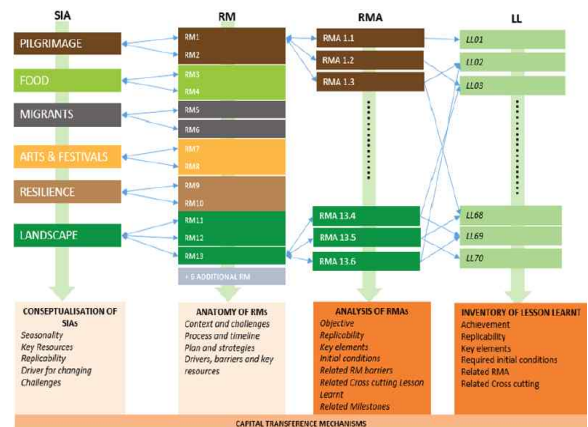 SIA
RM
RMA
LL
PILGRIMAGE
FOOD
MIGRANTS
ARTS & FESTIVALS
RESILIENCE
LANDSCAPE
RM1
RM2
RM3
RM4
RM5
RM6
RM7
RM8
RM9
RM10
RM11
RM12
RM13
+ 6 ADDITIONAL RM
RMA 1.1
RMA 1.2
RMA 1.3
RMA 13.4
RMA 13.5
RMA 13.6
LL01
LL02
LL03
LL68
LL69
LL70
CONSEPTUALISATION OF
SIAs
Seasonality
Key Resources
Replicability
Driver for changing
Challenges
ANATOMY OF RMs
Context and challenges
Process and timeline
Plan and strategies
Drivers, barriers and key
resources
ANALYSIS OF RMAs
Objective
Replicability
Key elements
Initial conditions
Related RM barriers
Related Cross cutting Lesson
Learnt
Related Milestones
INVENTORY OF LESSON LEARNT
Achievement
Replicability
Key elements
Required initial conditions
Related RMA
Related Cross cutting
CAPITAL TRANSFERENCE MECHANISMS